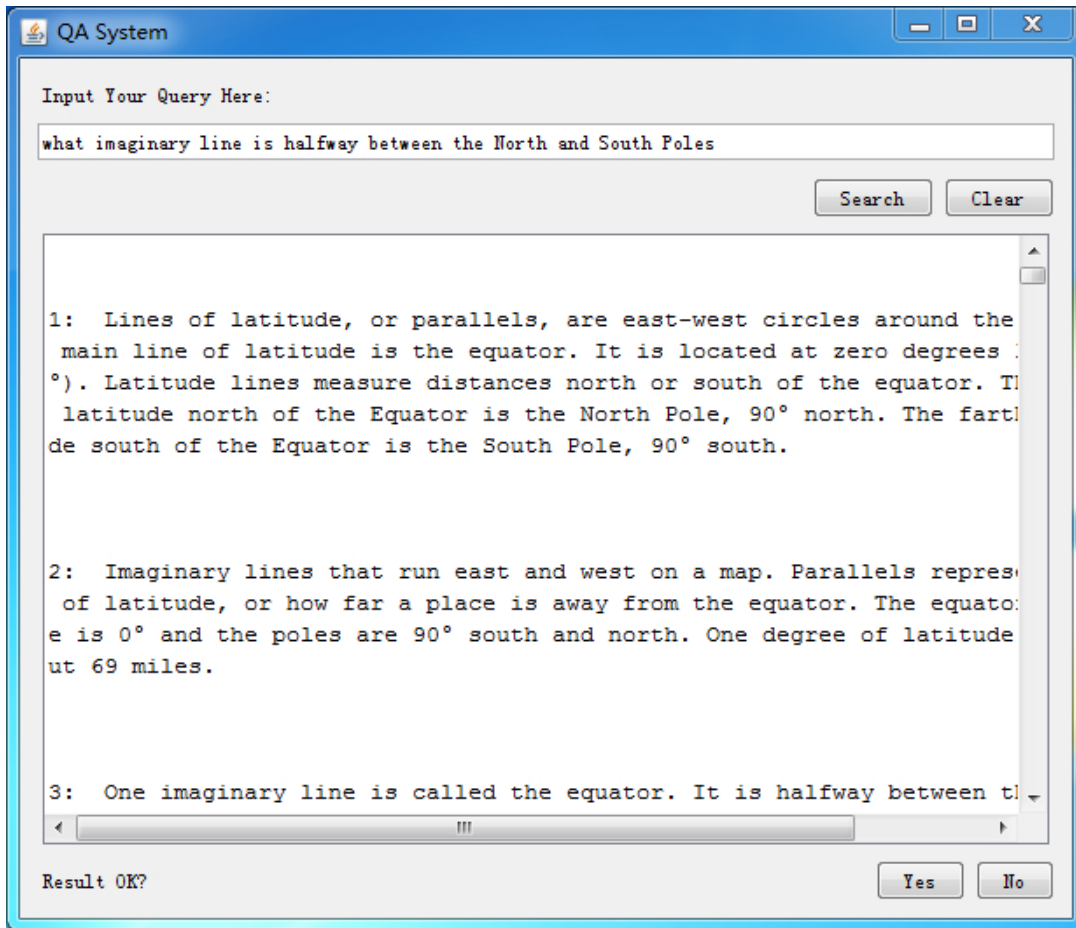 QA System
Input Your Query Here:
what imaginary line is halfway between the North and South Poles
Search Clear
1: Lines of latitude, or parallels, are east-west circles around the
main line of latitude is the equator. It is located at zero degrees
°). Latitude lines measure distances north or south of the equator.
latitude north of the Equator is the North Pole, 90° north. The
de south of the Equator is the South Pole, 90° south.
2: Imaginary lines that run east and west on a map. Parallels
of latitude, or how far a place is away from the equator. The
e is 0° and the poles are 90° south and north. One degree of latitude
ut 69 miles.
3: One imaginary line is called the equator. It is halfway between
Result OK?
Yes No